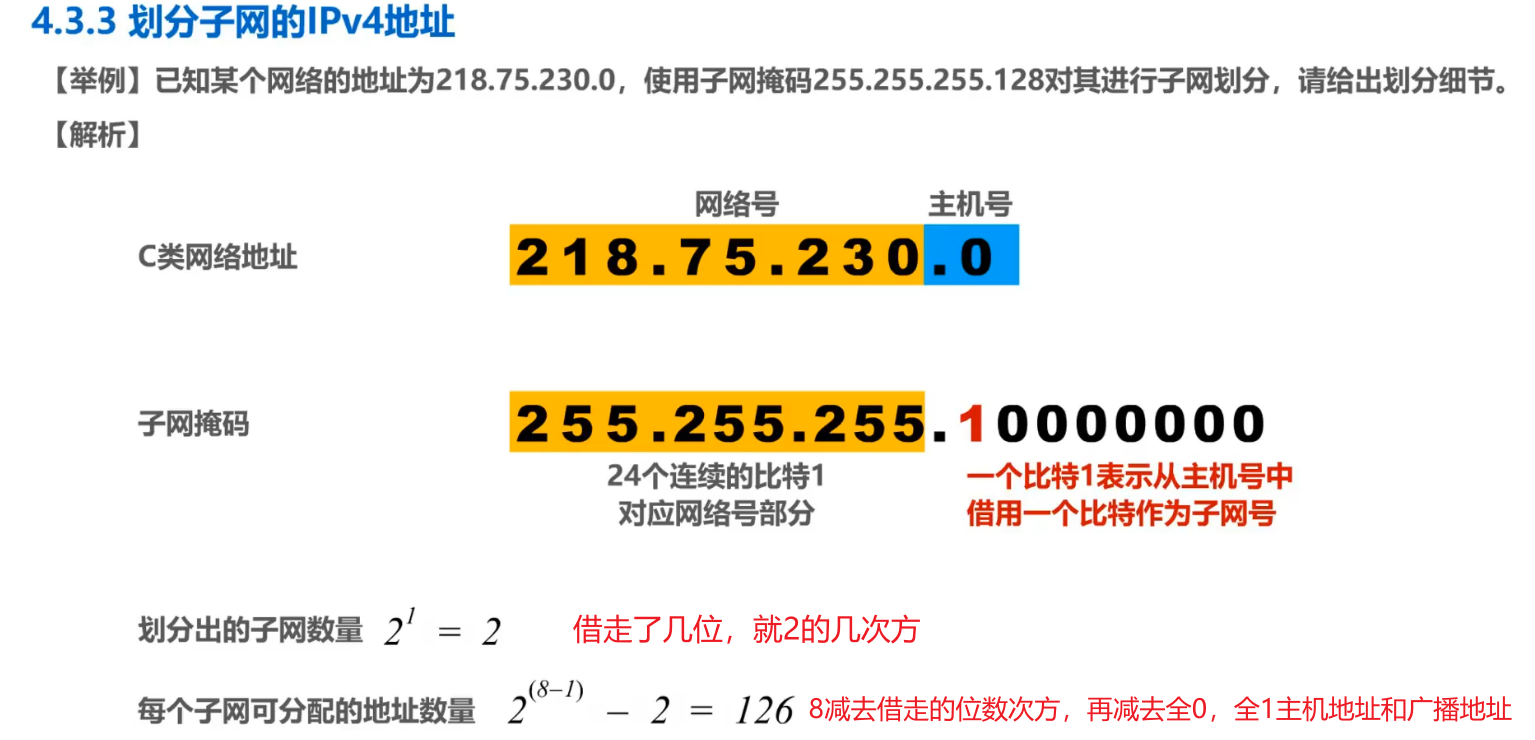 4.3.3 划分子网的IPv4地址
【举例】已知某个网络的地址为218.75.230.0，使用子网掩码255.255.255.128对其进行子网划分，请给出划分细节。
【解析】
网络号 主机号
C类网络地址 218.75.230.0
子网掩码 255.255.255.10000000
24个连续的比特1 一个比特1表示从主机号中
对应网络号部分 借用一个比特作为子网号
划分出的子网数量 2^1 = 2 借走了几位，就2的几次方
每个子网可分配的地址数量 2^(8−1) − 2 = 126 8减去借走的位数次方，再减去全0，全1主机地址和广播地址